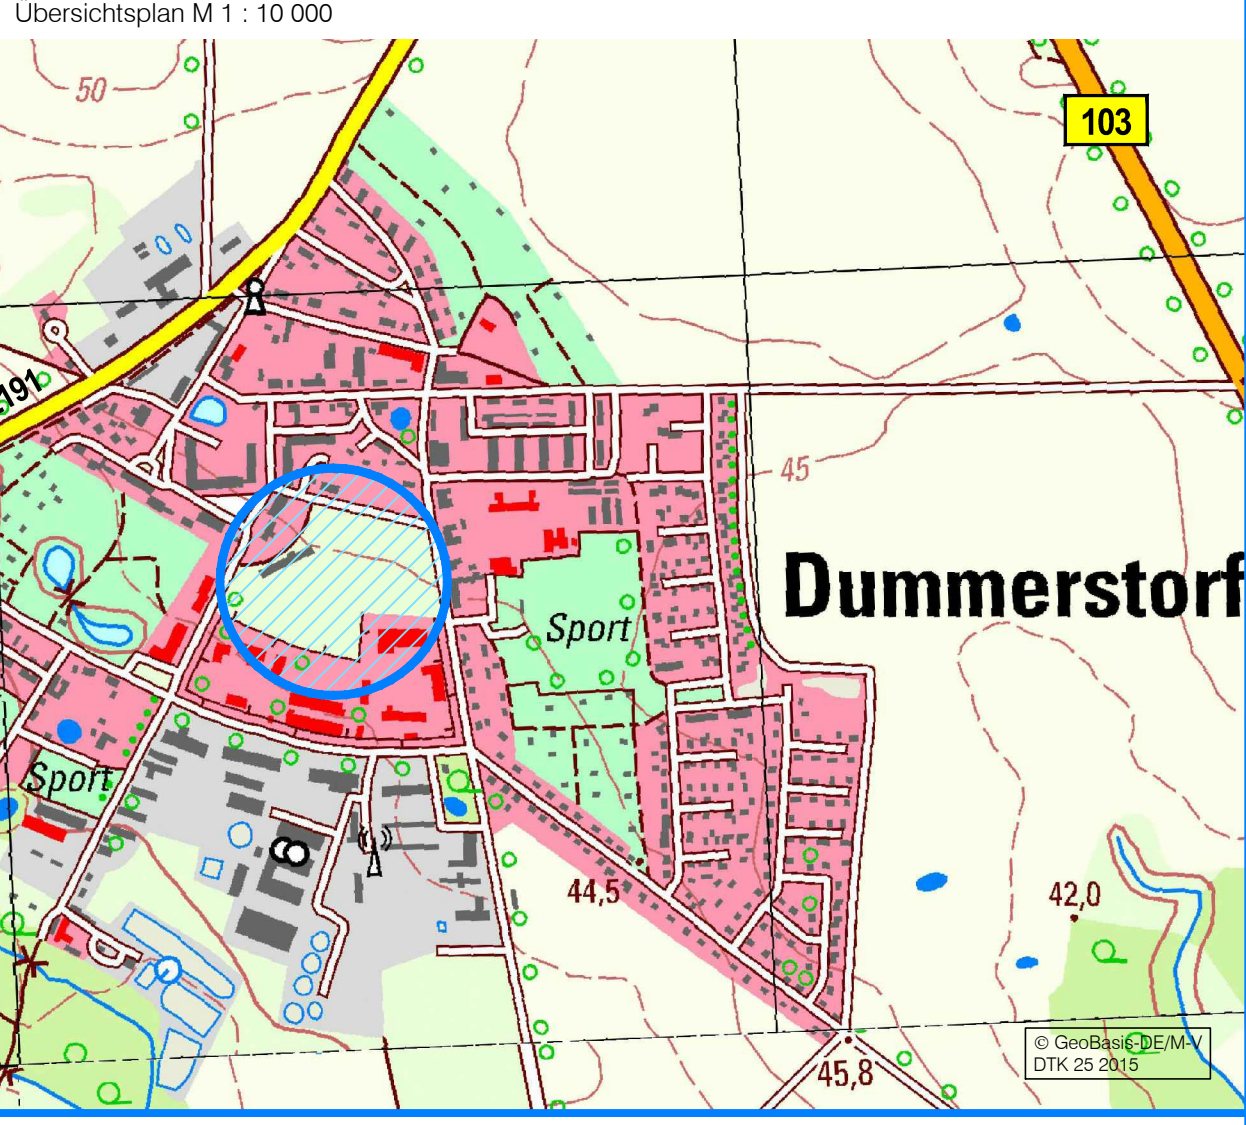 Übersichtsplan M 1 : 10 000
50
103
191
45
Dummerstorf
Sport
Sport
44,5
42,0
45,8
© GeoBasis-DE/M-V
DTK 25 2015